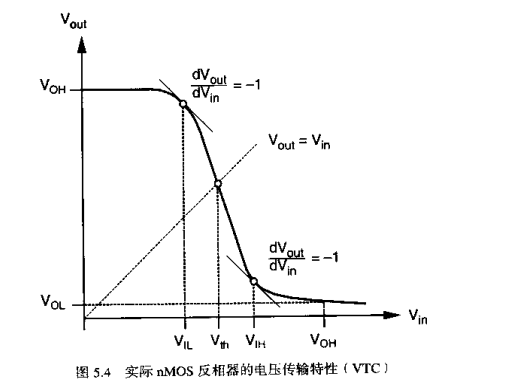 Vout
VOH
dVout
dVin
= −1
Vout = Vin
dVout
dVin
= −1
VOL
Vin
VIL Vth VIH VOH
图 5.4 实际 nMOS 反相器的电压传输特性（VTC）